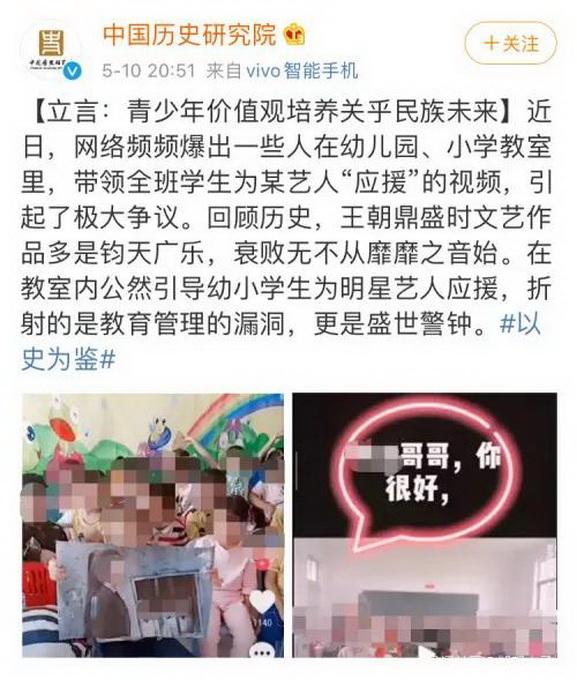 中国历史研究院
+关注
5-10 20:51 来自 vivo智能手机
【立言：青少年价值观培养关乎民族未来】近
日，网络频频爆出一些人在幼儿园、小学教室
里，带领全班学生为某艺人“应援”的视频，引
起了极大争议。回顾历史，王朝鼎盛时文艺作
品多是钧天广乐，衰败无不从靡靡之音始。在
教室内公然引导幼小学生为明星艺人应援，折
射的是教育管理的漏洞，更是盛世警钟。#以
史为鉴#
哥哥，你
很好，
1140